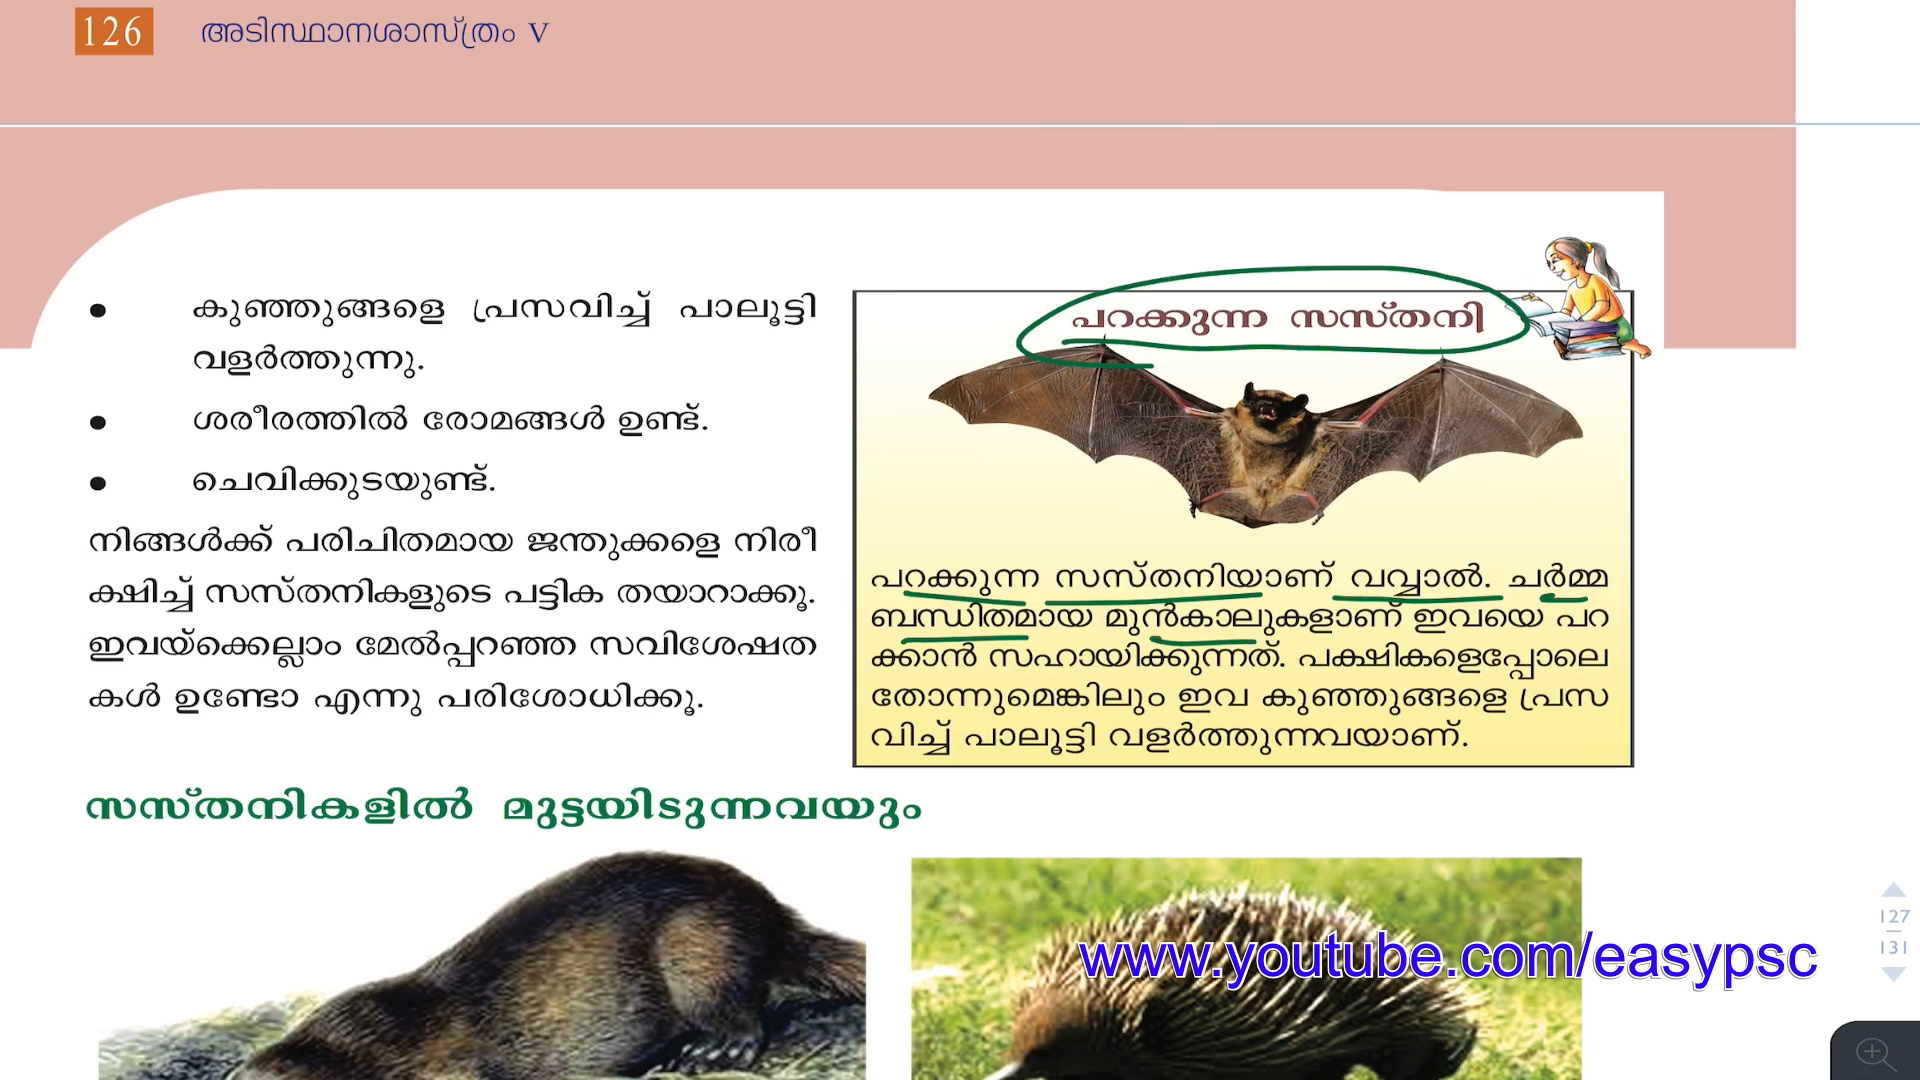 126 അടിസ്ഥാനശാസ്ത്രം V
• കുഞ്ഞുങ്ങളെ പ്രസവിച്ച് പാലൂട്ടി
വളർത്തുന്നു.
• ശരീരത്തിൽ രോമങ്ങൾ ഉണ്ട്.
• ചെവിക്കുടയുണ്ട്.
നിങ്ങൾക്ക് പരിചിതമായ ജന്തുക്കളെ നിരീ
ക്ഷിച്ച് സസ്തനികളുടെ പട്ടിക തയാറാക്കൂ.
ഇവയ്ക്കെല്ലാം മേൽപ്പറഞ്ഞ സവിശേഷത
കൾ ഉണ്ടോ എന്നു പരിശോധിക്കൂ.
പറക്കുന്ന സസ്തനി
പറക്കുന്ന സസ്തനിയാണ് വവ്വാൽ. ചർമ്മ
ബന്ധിതമായ മുൻകാലുകളാണ് ഇവയെ പറ
ക്കാൻ സഹായിക്കുന്നത്. പക്ഷികളെപ്പോലെ
തോന്നുമെങ്കിലും ഇവ കുഞ്ഞുങ്ങളെ പ്രസ
വിച്ച് പാലൂട്ടി വളർത്തുന്നവയാണ്.
സസ്തനികളിൽ മുട്ടയിടുന്നവയും
www.youtube.com/easypsc
127
131